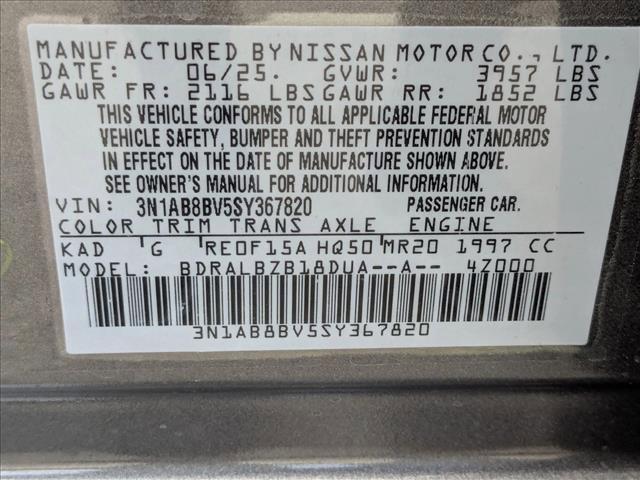 MANUFACTURED BY NISSAN MOTOR CO., LTD.
DATE: 06/25. GVWR: 3957 LBS
GAWR FR: 2116 LBS GAWR RR: 1852 LBS
THIS VEHICLE CONFORMS TO ALL APPLICABLE FEDERAL MOTOR
VEHICLE SAFETY, BUMPER AND THEFT PREVENTION STANDARDS
IN EFFECT ON THE DATE OF MANUFACTURE SHOWN ABOVE.
SEE OWNER'S MANUAL FOR ADDITIONAL INFORMATION.
VIN: 3N1AB8BV5SY367820 PASSENGER CAR.
COLOR TRIM TRANS AXLE ENGINE
KAD G RE0F15A HQ50 MR20 1997 CC
MODEL: BDRALBZB18DUA--A-- 4Z000
3N1AB8BV5SY367820